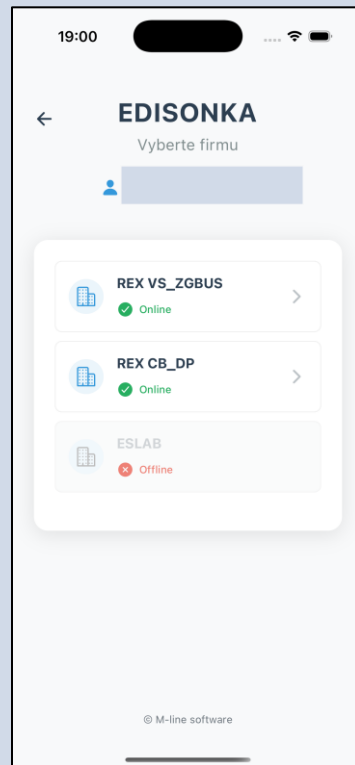 19:00
EDISONKA
Vyberte firmu
REX VS_ZGBUS
Online
REX CB_DP
Online
ESLAB
Offline
© M-line software